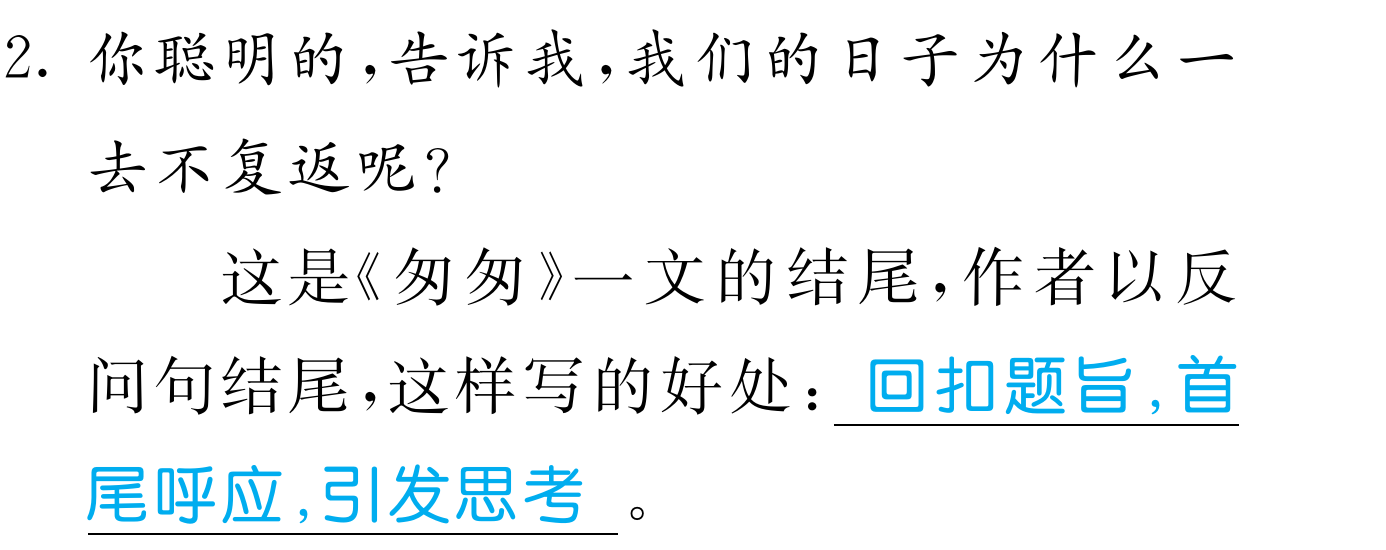 2. 你聪明的,告诉我,我们的日子为什么一
去不复返呢?
这是《匆匆》一文的结尾,作者以反
问句结尾,这样写的好处:回扣题旨,首
尾呼应,引发思考。